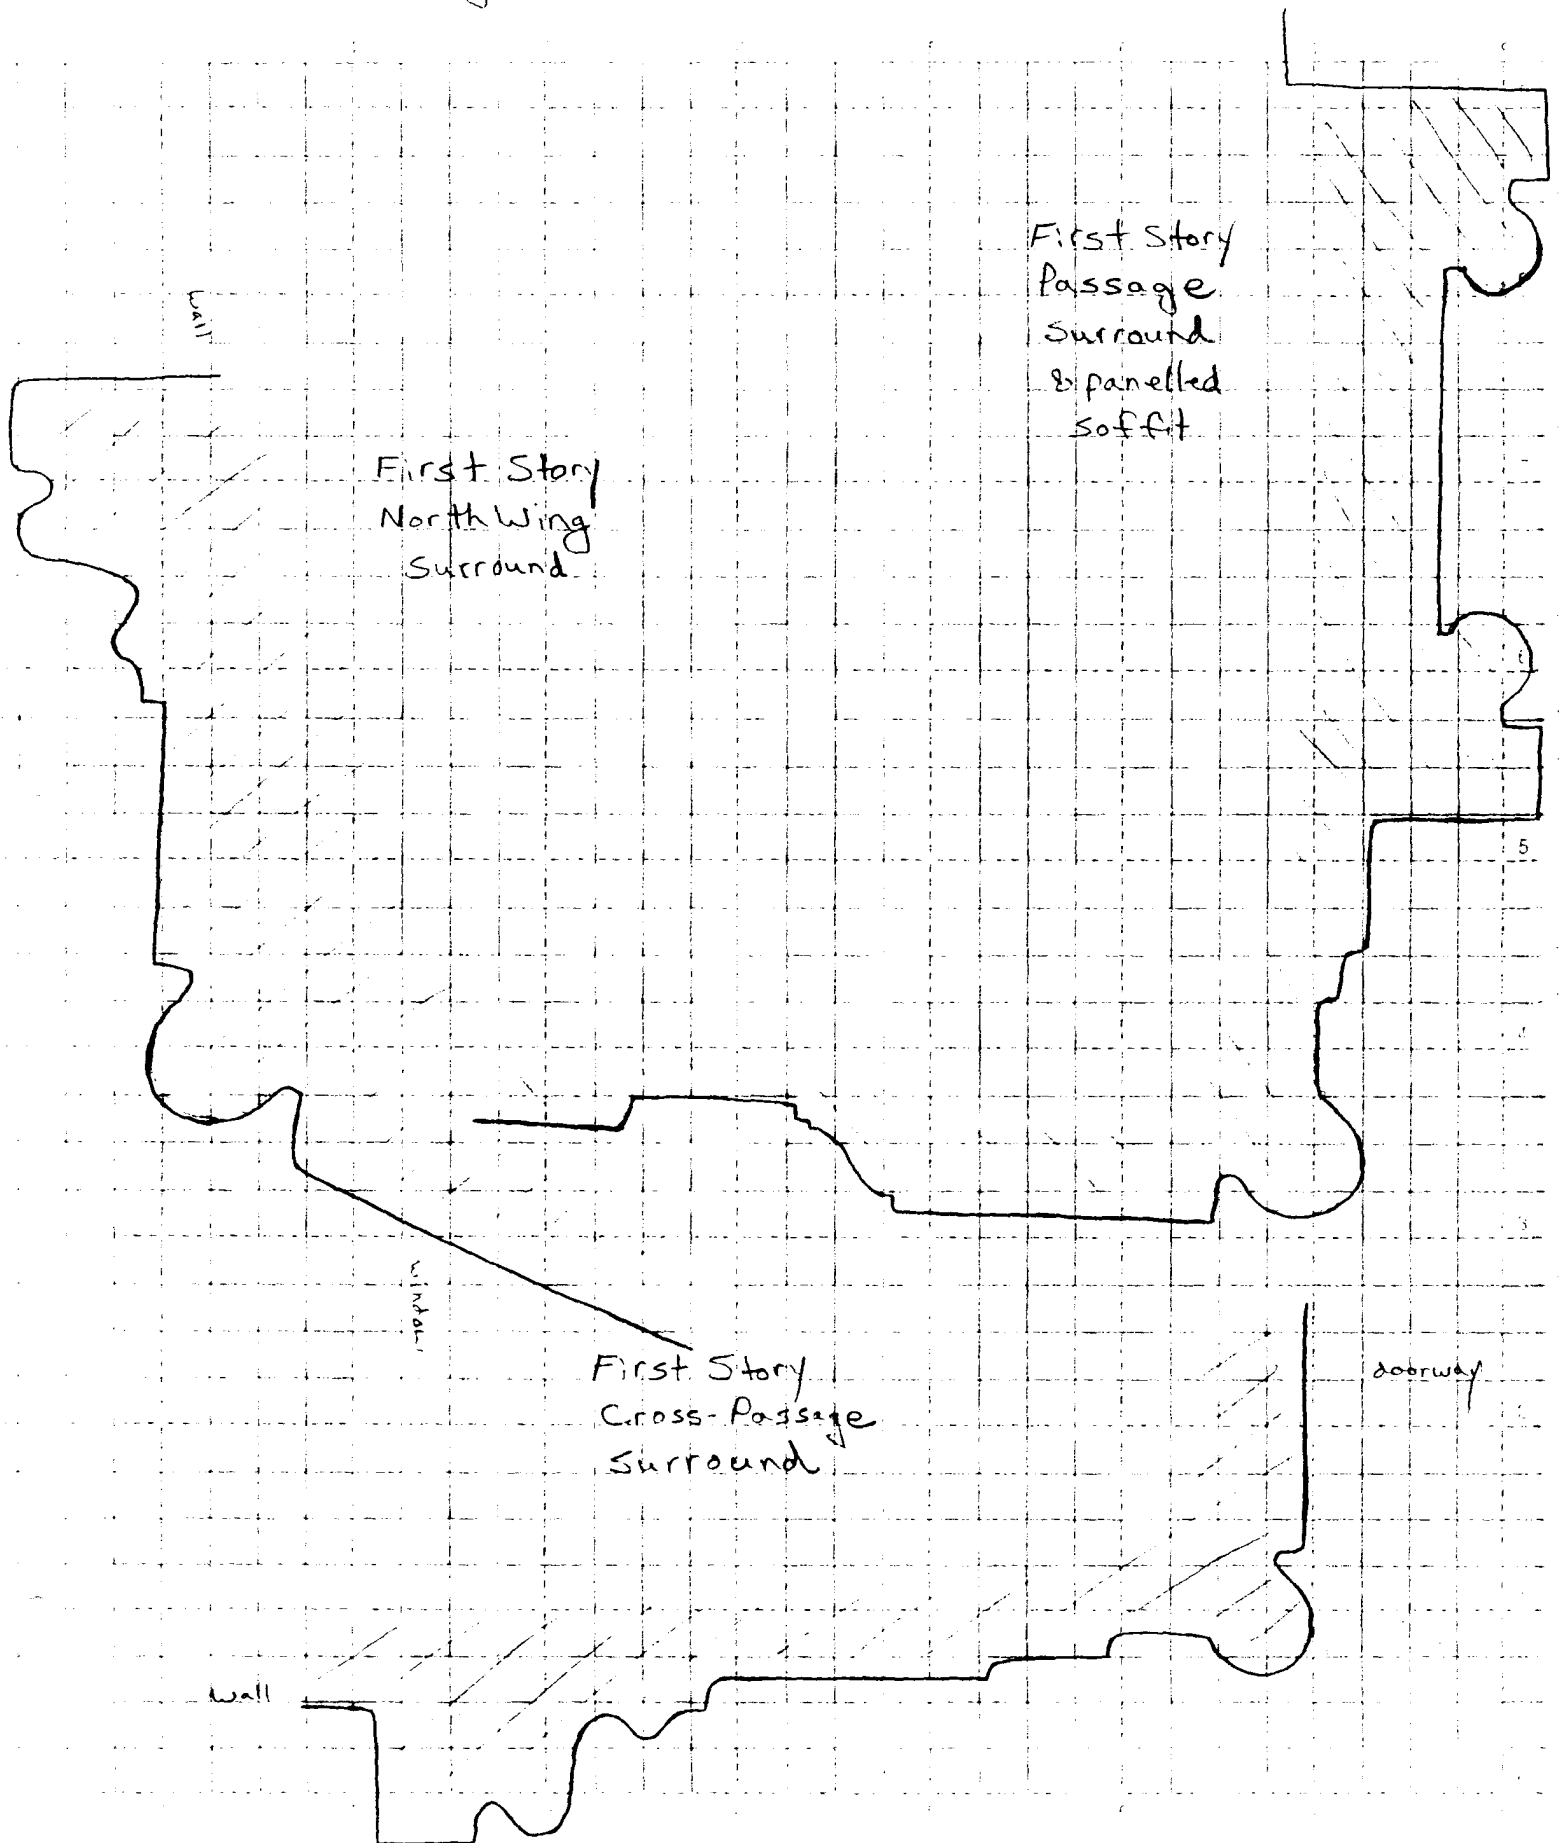 First Story
Passage
Surround
& panelled
soffit
wall
First Story
North Wing
Surround
5
window
First Story
Cross-Passage
Surround
doorway
wall